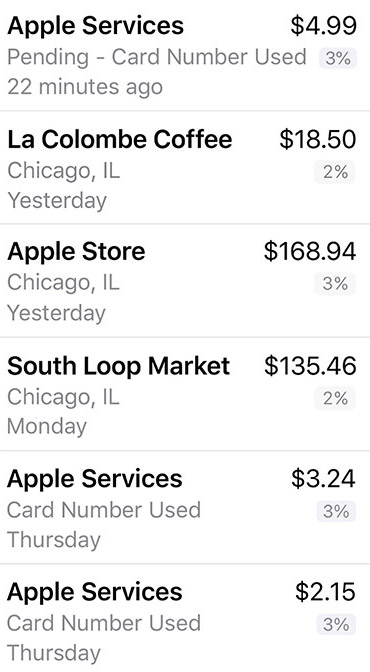 Apple Services $4.99
Pending - Card Number Used 3%
22 minutes ago
La Colombe Coffee $18.50
Chicago, IL 2%
Yesterday
Apple Store $168.94
Chicago, IL 3%
Yesterday
South Loop Market $135.46
Chicago, IL 2%
Monday
Apple Services $3.24
Card Number Used 3%
Thursday
Apple Services $2.15
Card Number Used 3%
Thursday